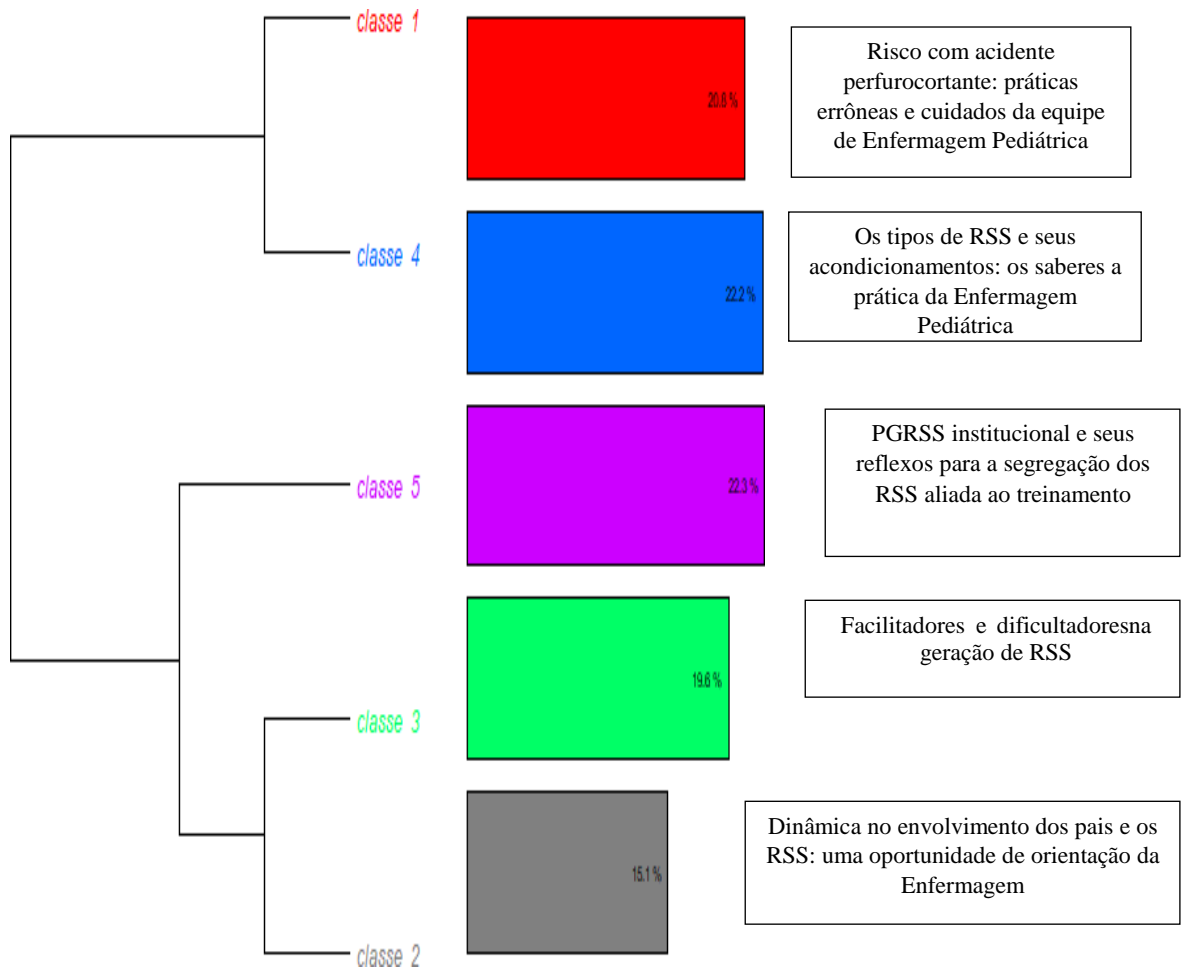 classe 1
20.8 %
Risco com acidente
perfurocortante: práticas
errôneas e cuidados da equipe
de Enfermagem Pediátrica
classe 4
22.2 %
Os tipos de RSS e seus
acondicionamentos: os saberes a
prática da Enfermagem
Pediátrica
classe 5
22.3 %
PGRSS institucional e seus
reflexos para a segregação dos
RSS aliada ao treinamento
classe 3
19.6 %
Facilitadores e dificultadoresna
geração de RSS
classe 2
15.1 %
Dinâmica no envolvimento dos pais e os
RSS: uma oportunidade de orientação da
Enfermagem